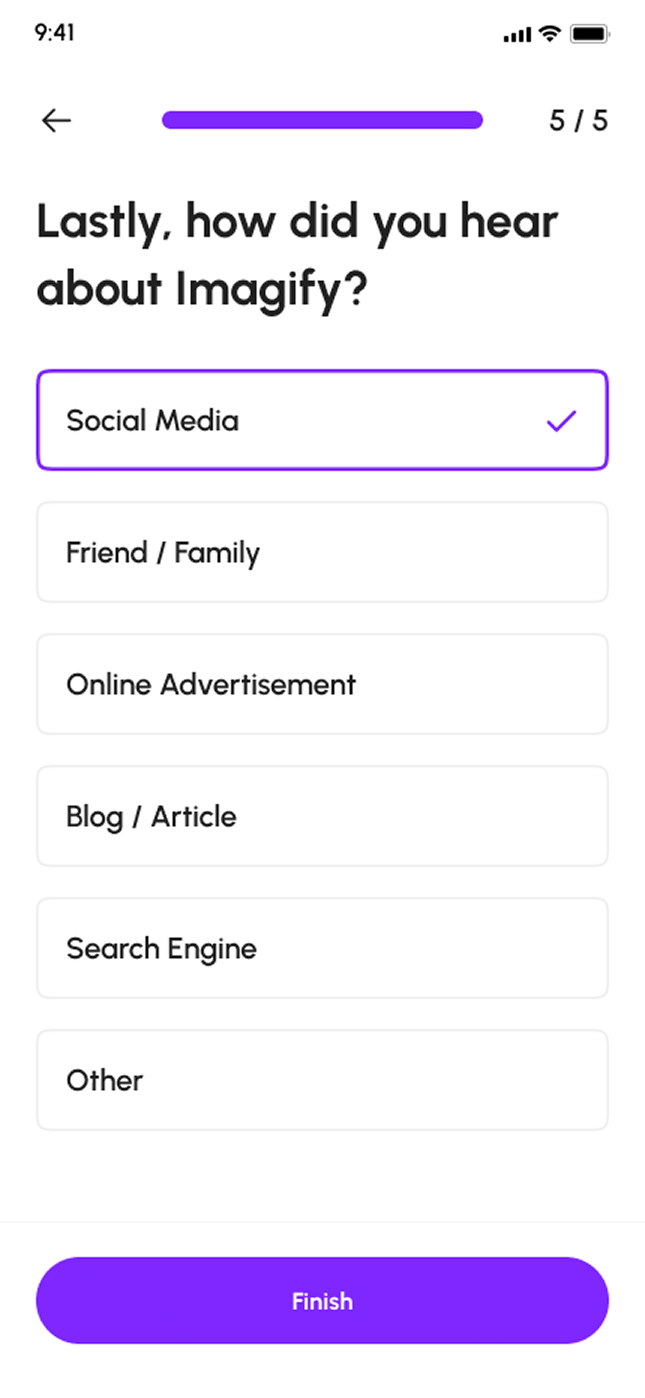 9:41
5 / 5
Lastly, how did you hear
about Imagify?
Social Media
Friend / Family
Online Advertisement
Blog / Article
Search Engine
Other
Finish